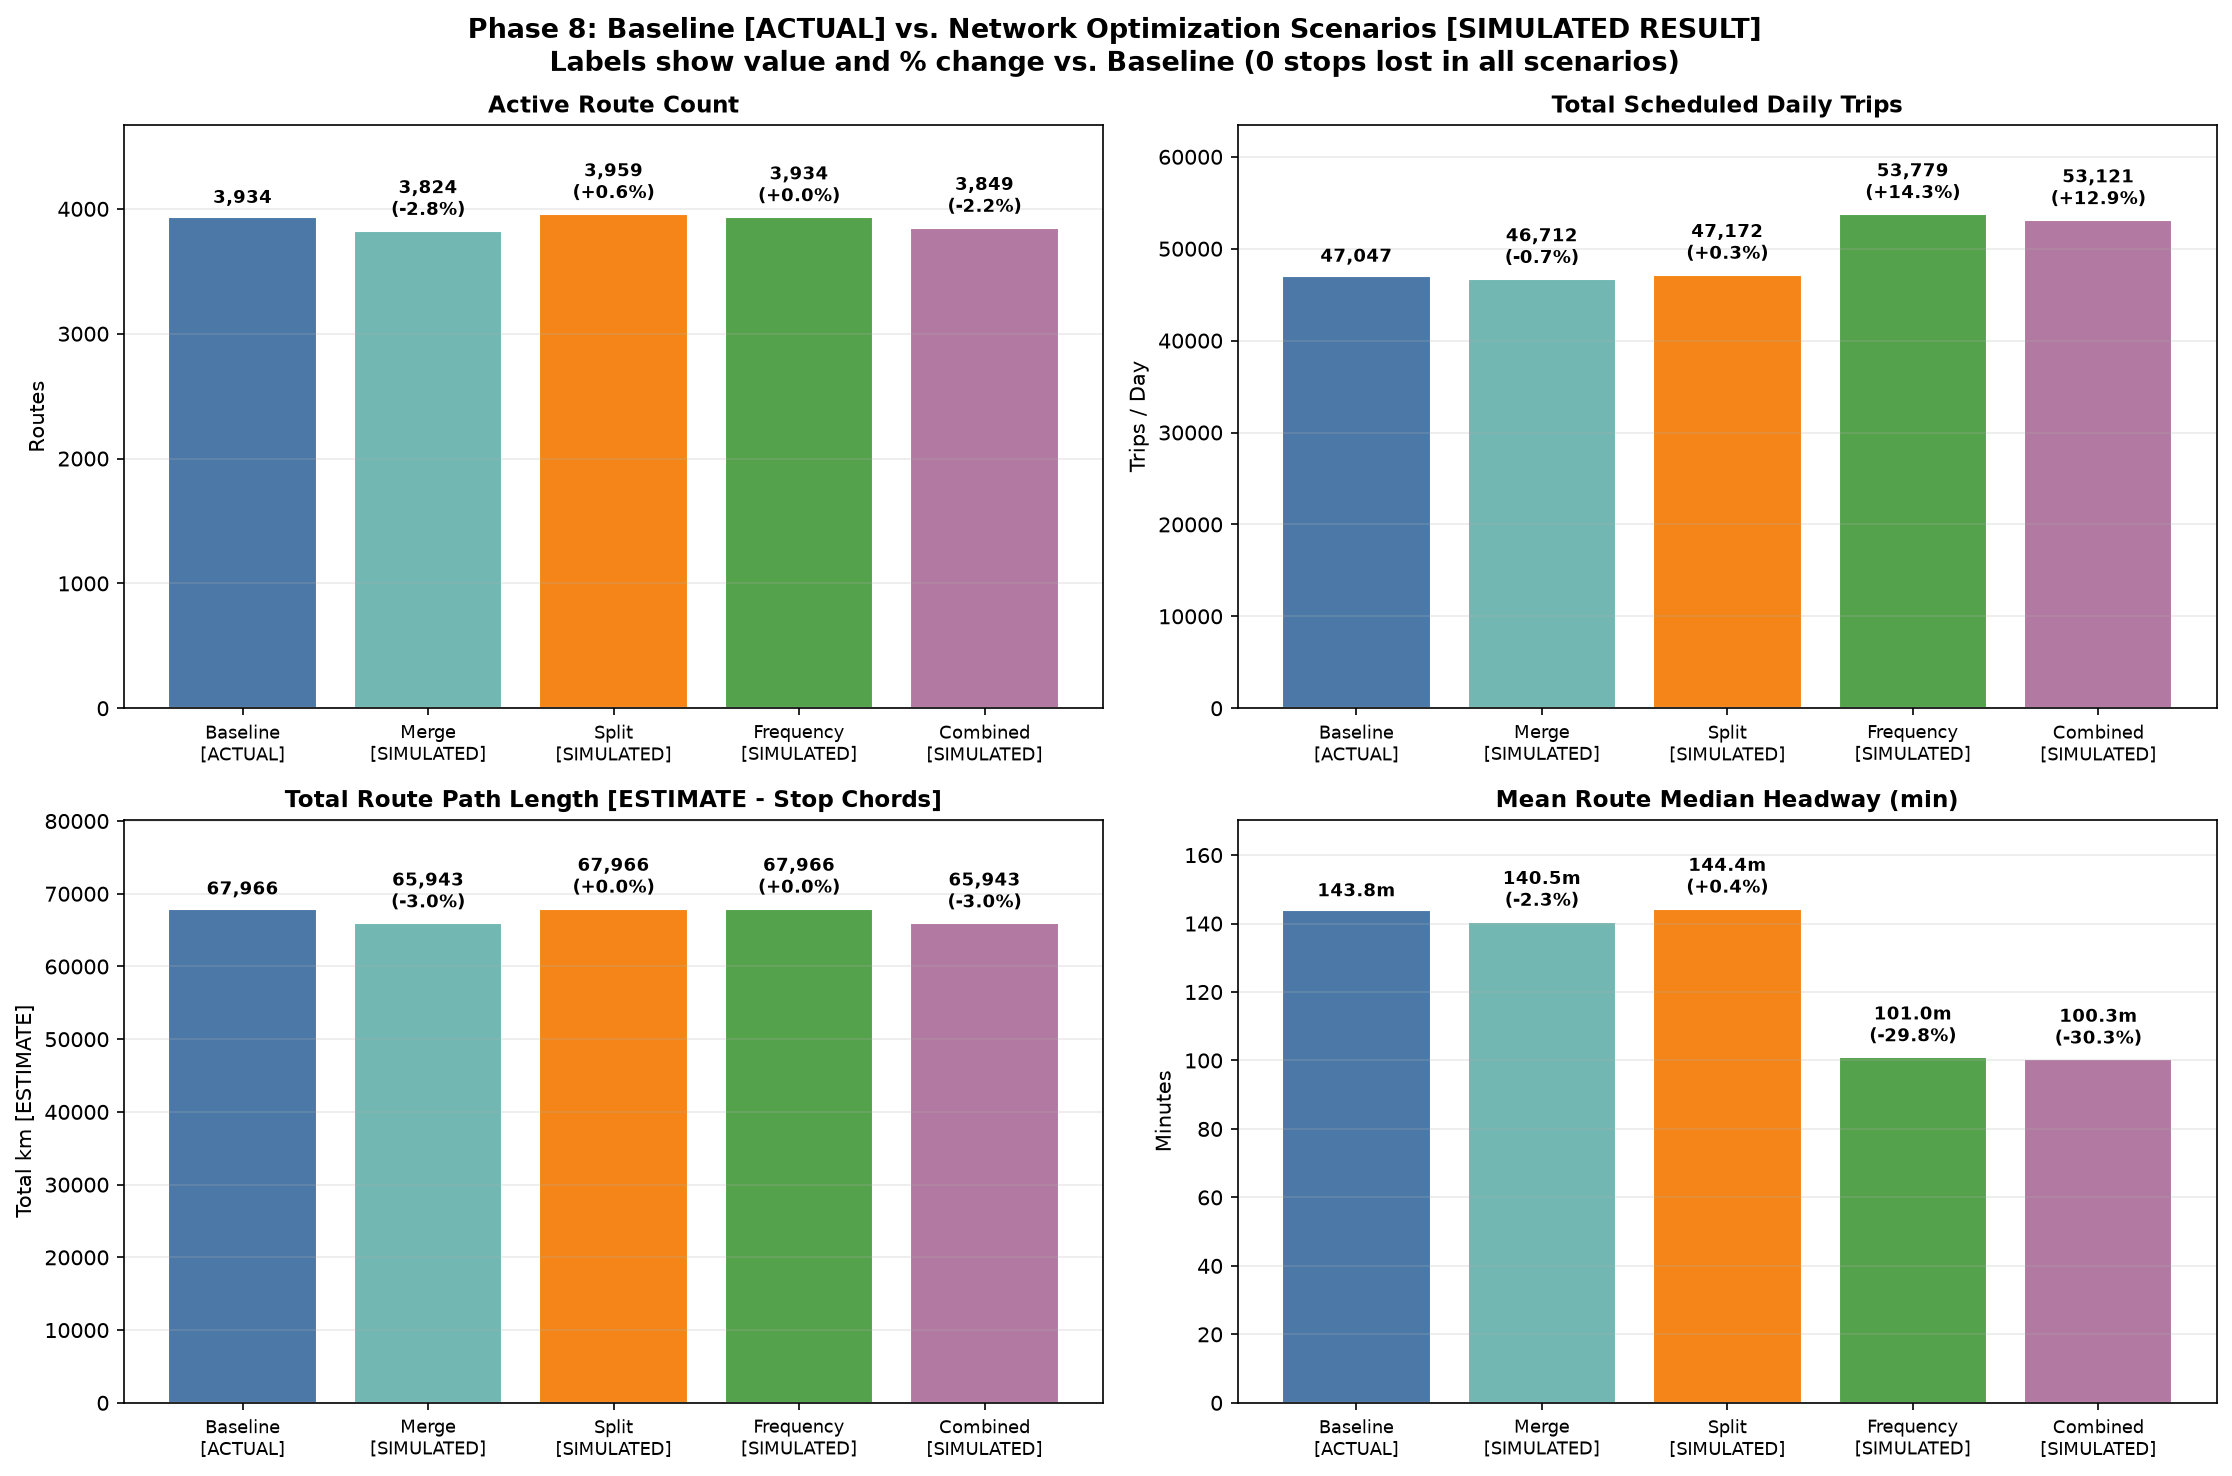 Phase 8: Baseline [ACTUAL] vs. Network Optimization Scenarios [SIMULATED RESULT]
Labels show value and % change vs. Baseline (0 stops lost in all scenarios)
Active Route Count
Routes
4000
3000
2000
1000
0
3,934
3,824
(-2.8%)
3,959
(+0.6%)
3,934
(+0.0%)
3,849
(-2.2%)
Baseline
[ACTUAL]
Merge
[SIMULATED]
Split
[SIMULATED]
Frequency
[SIMULATED]
Combined
[SIMULATED]
Total Scheduled Daily Trips
Trips / Day
60000
50000
40000
30000
20000
10000
0
47,047
46,712
(-0.7%)
47,172
(+0.3%)
53,779
(+14.3%)
53,121
(+12.9%)
Baseline
[ACTUAL]
Merge
[SIMULATED]
Split
[SIMULATED]
Frequency
[SIMULATED]
Combined
[SIMULATED]
Total Route Path Length [ESTIMATE - Stop Chords]
Total km [ESTIMATE]
80000
70000
60000
50000
40000
30000
20000
10000
0
67,966
65,943
(-3.0%)
67,966
(+0.0%)
67,966
(+0.0%)
65,943
(-3.0%)
Baseline
[ACTUAL]
Merge
[SIMULATED]
Split
[SIMULATED]
Frequency
[SIMULATED]
Combined
[SIMULATED]
Mean Route Median Headway (min)
Minutes
160
140
120
100
80
60
40
20
0
143.8m
140.5m
(-2.3%)
144.4m
(+0.4%)
101.0m
(-29.8%)
100.3m
(-30.3%)
Baseline
[ACTUAL]
Merge
[SIMULATED]
Split
[SIMULATED]
Frequency
[SIMULATED]
Combined
[SIMULATED]